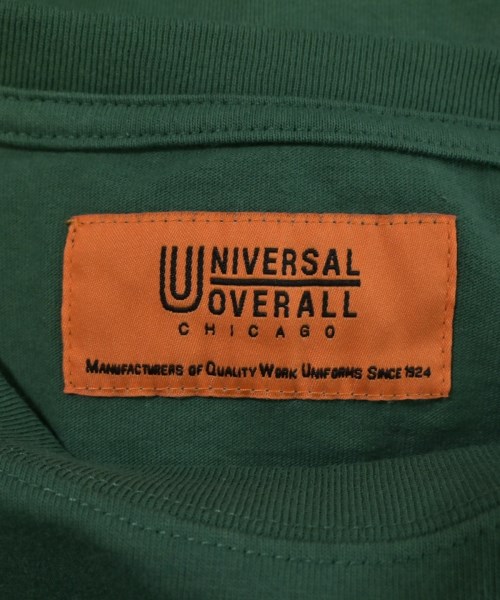 UNIVERSAL
OVERALL
CHICAGO
MANUFACTURERS OF QUALITY WORK UNIFORMS SINCE 1924